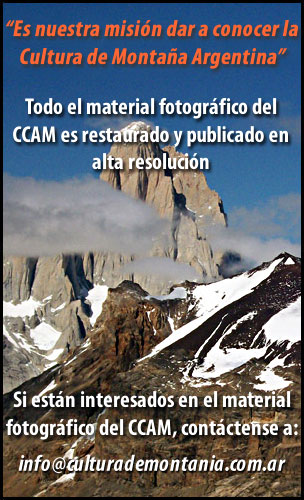 “Es nuestra misión dar a conocer la
Cultura de Montaña Argentina”
Todo el material fotográfico del
CCAM es restaurado y publicado en
alta resolución
Si están interesados en el material
fotográfico del CCAM, contáctense a:
info@culturademontania.com.ar